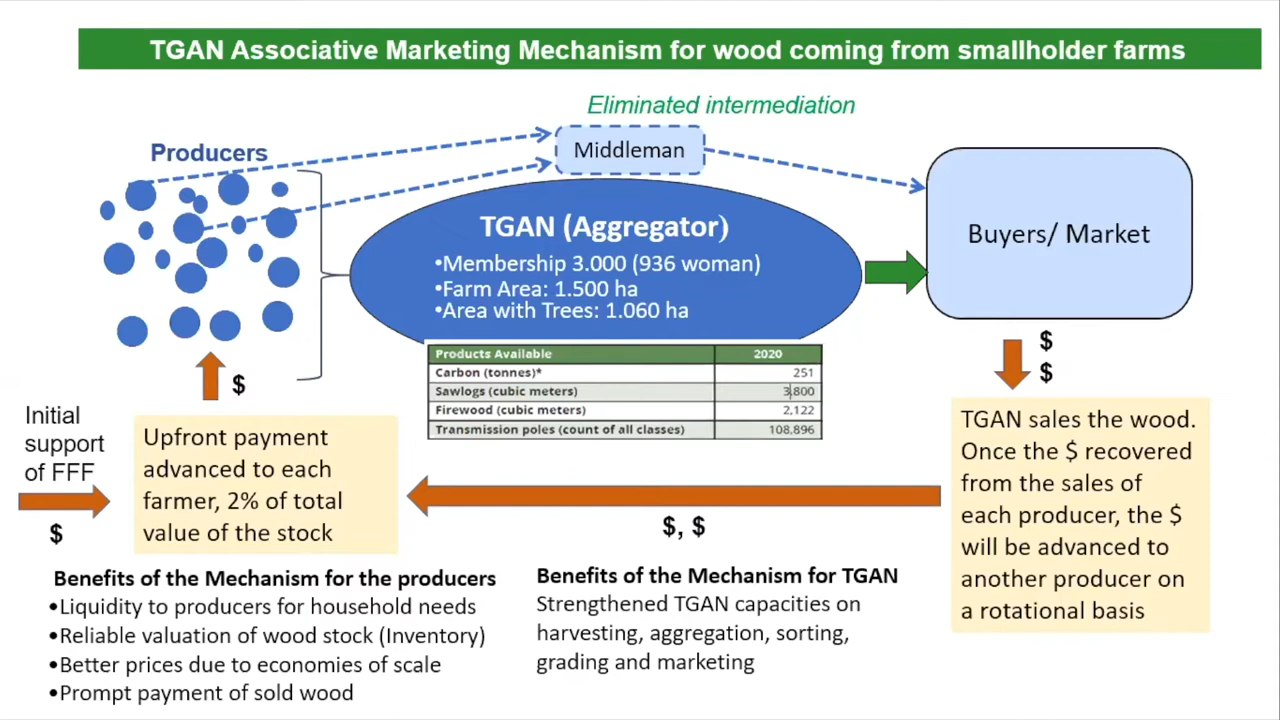 TGAN Associative Marketing Mechanism for wood coming from smallholder farms
Eliminated intermediation
Middleman
Producers
TGAN (Aggregator)
•Membership 3.000 (936 woman)
•Farm Area: 1.500 ha
•Area with Trees: 1.060 ha
Buyers/ Market
Products Available 2020
Carbon (tonnes)* 251
Sawlogs (cubic meters) 3,800
Firewood (cubic meters) 2,122
Transmission poles (count of all classes) 108,896
$
$
$
Initial
support
of FFF
$
Upfront payment
advanced to each
farmer, 2% of total
value of the stock
$, $
TGAN sales the wood.
Once the $ recovered
from the sales of
each producer, the $
will be advanced to
another producer on
a rotational basis
Benefits of the Mechanism for the producers
•Liquidity to producers for household needs
•Reliable valuation of wood stock (Inventory)
•Better prices due to economies of scale
•Prompt payment of sold wood
Benefits of the Mechanism for TGAN
Strengthened TGAN capacities on
harvesting, aggregation, sorting,
grading and marketing